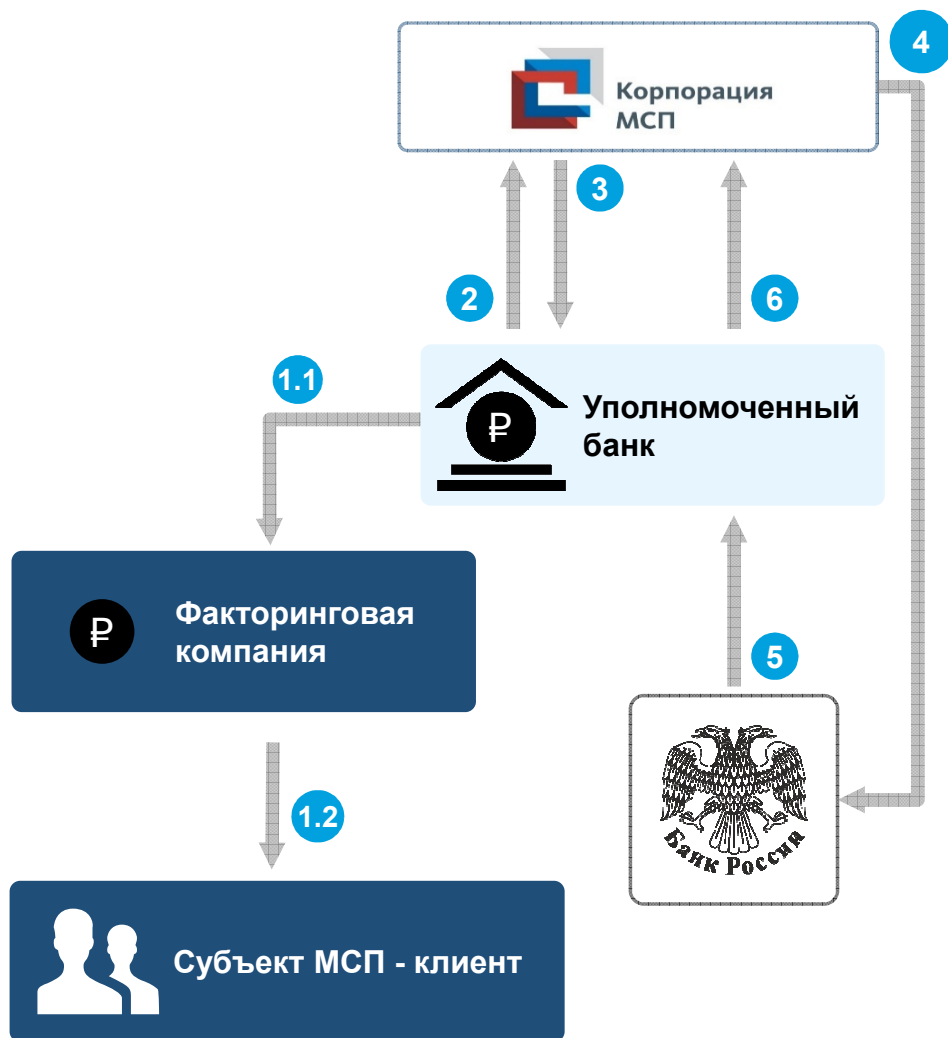 4
Корпорация
МСП
3
2
6
1.1
₽
Уполномоченный
банк
₽
Факторинговая
компания
5
1.2
Банк России
Субъект МСП - клиент